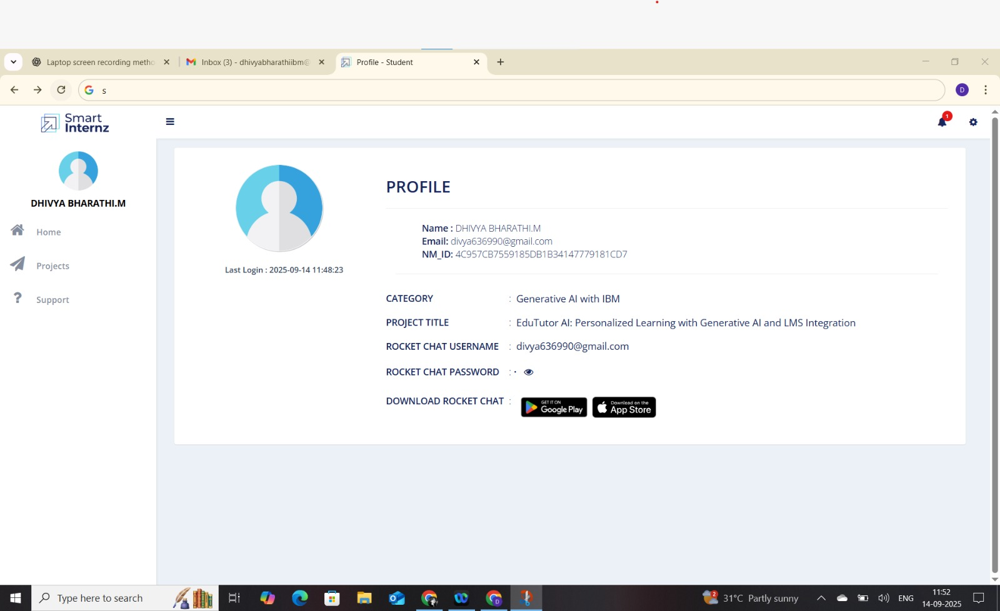 Laptop screen recording metho
Inbox (3) - dhivyabharathiibm@
Profile - Student
s
D
Smart
Internz
1
DHIVYA BHARATHI.M
Home
Projects
Support
Last Login : 2025-09-14 11:48:23
PROFILE
Name : DHIVYA BHARATHI.M
Email: divya636990@gmail.com
NM_ID: 4C957CB7559185DB1B34147779181CD7
CATEGORY : Generative AI with IBM
PROJECT TITLE : EduTutor AI: Personalized Learning with Generative AI and LMS Integration
ROCKET CHAT USERNAME : divya636990@gmail.com
ROCKET CHAT PASSWORD : ·
DOWNLOAD ROCKET CHAT :
GET IT ON
Google Play
Download on the
App Store
Type here to search
D
2
31°C Partly sunny
ENG
11:52
14-09-2025